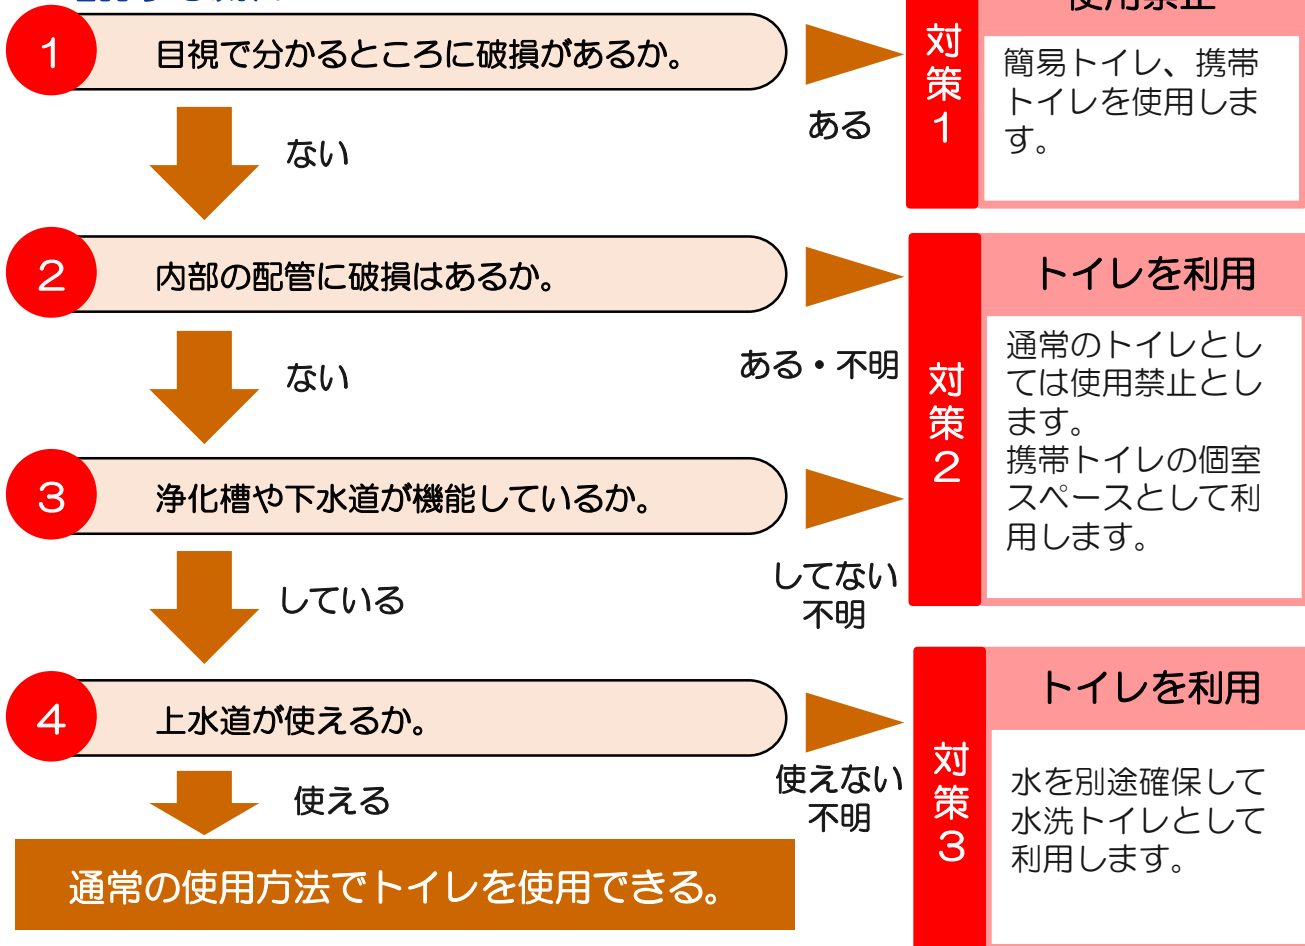 1
目視で分かるところに破損があるか。
ある
対策1
使用禁止
簡易トイレ、携帯
トイレを使用しま
す。
ない
2
内部の配管に破損はあるか。
ある・不明
対策2
トイレを利用
通常のトイレとし
ては使用禁止とし
ます。
携帯トイレの個室
スペースとして利
用します。
ない
3
浄化槽や下水道が機能しているか。
してない
不明
している
4
上水道が使えるか。
使えない
不明
対策3
トイレを利用
水を別途確保して
水洗トイレとして
利用します。
使える
通常の使用方法でトイレを使用できる。